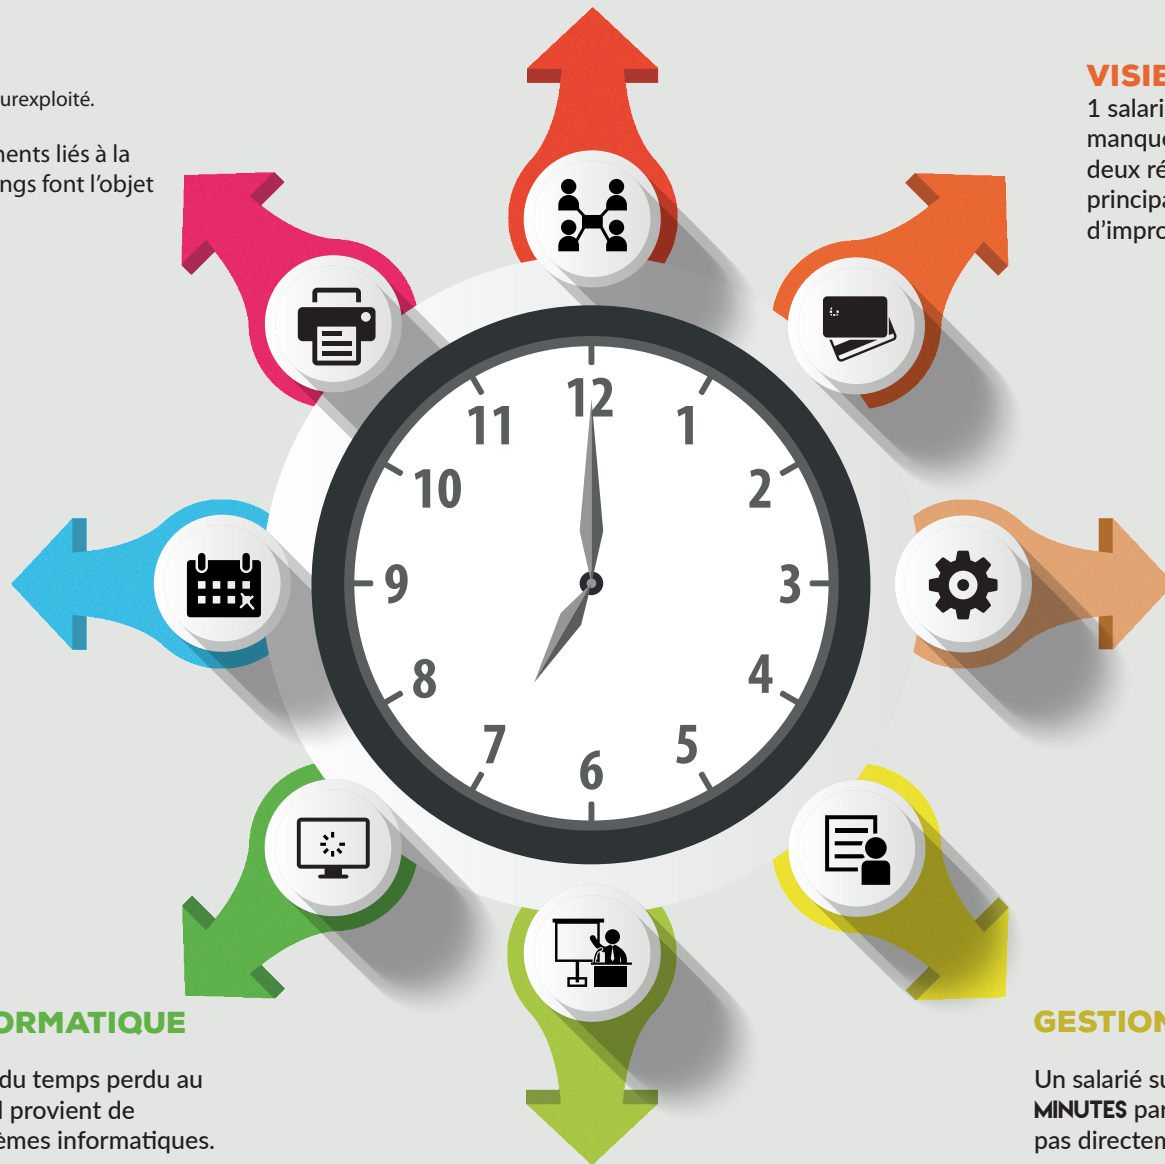 urexploité.
nents liés à la
ngs font l'objet
VISIB
1 salari
manque
deux ré
principa
d'impro
12
11
1
10
2
9
3
8
4
7
5
6
ORMATIQUE
du temps perdu au
l provient de
èmes informatiques.
GESTION
Un salarié su
MINUTES par
pas directem